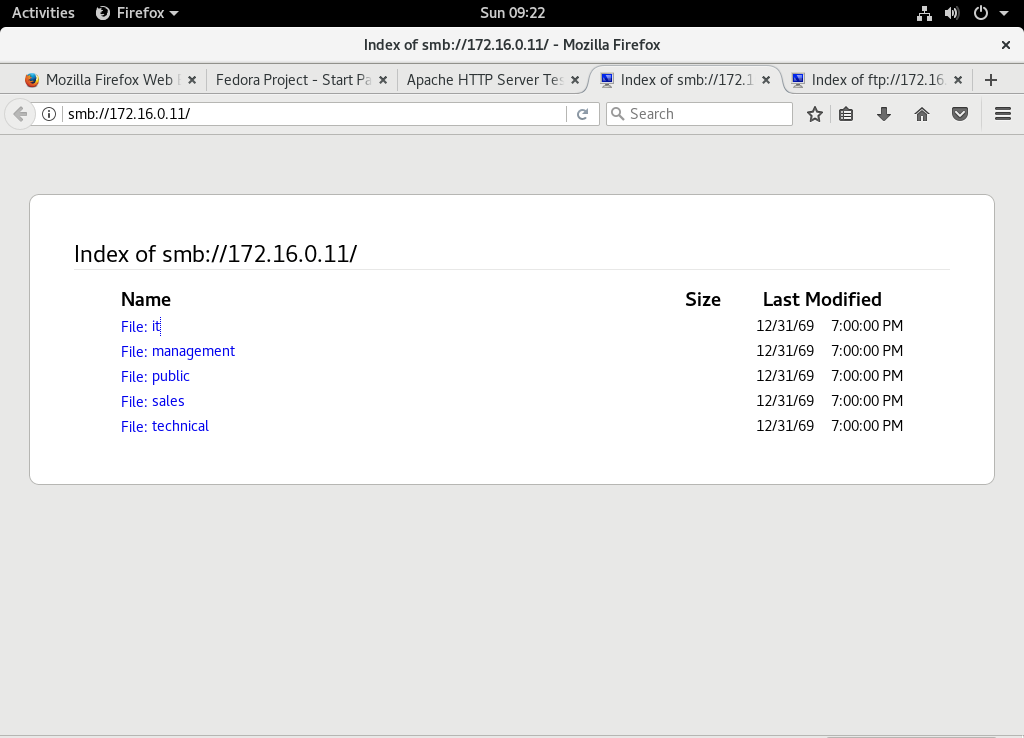 Activities Firefox Sun 09:22
Index of smb://172.16.0.11/ - Mozilla Firefox
Mozilla Firefox Web Fedora Project - Start Pa Apache HTTP Server Tes Index of smb://172.1 Index of ftp://172.16.
smb://172.16.0.11/ Search
Index of smb://172.16.0.11/
Name Size Last Modified
File: it 12/31/69 7:00:00 PM
File: management 12/31/69 7:00:00 PM
File: public 12/31/69 7:00:00 PM
File: sales 12/31/69 7:00:00 PM
File: technical 12/31/69 7:00:00 PM